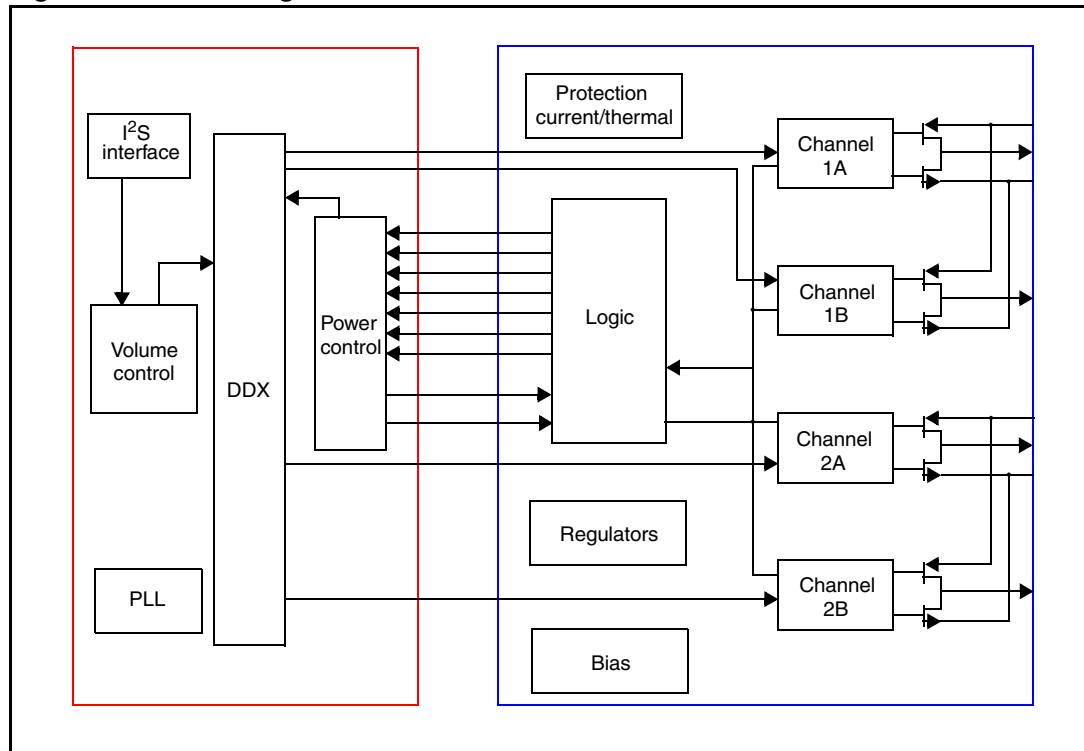 I²S
interface
Volume
control
PLL
DDX
Power
control
Protection
current/thermal
Logic
Regulators
Bias
Channel
1A
Channel
1B
Channel
2A
Channel
2B